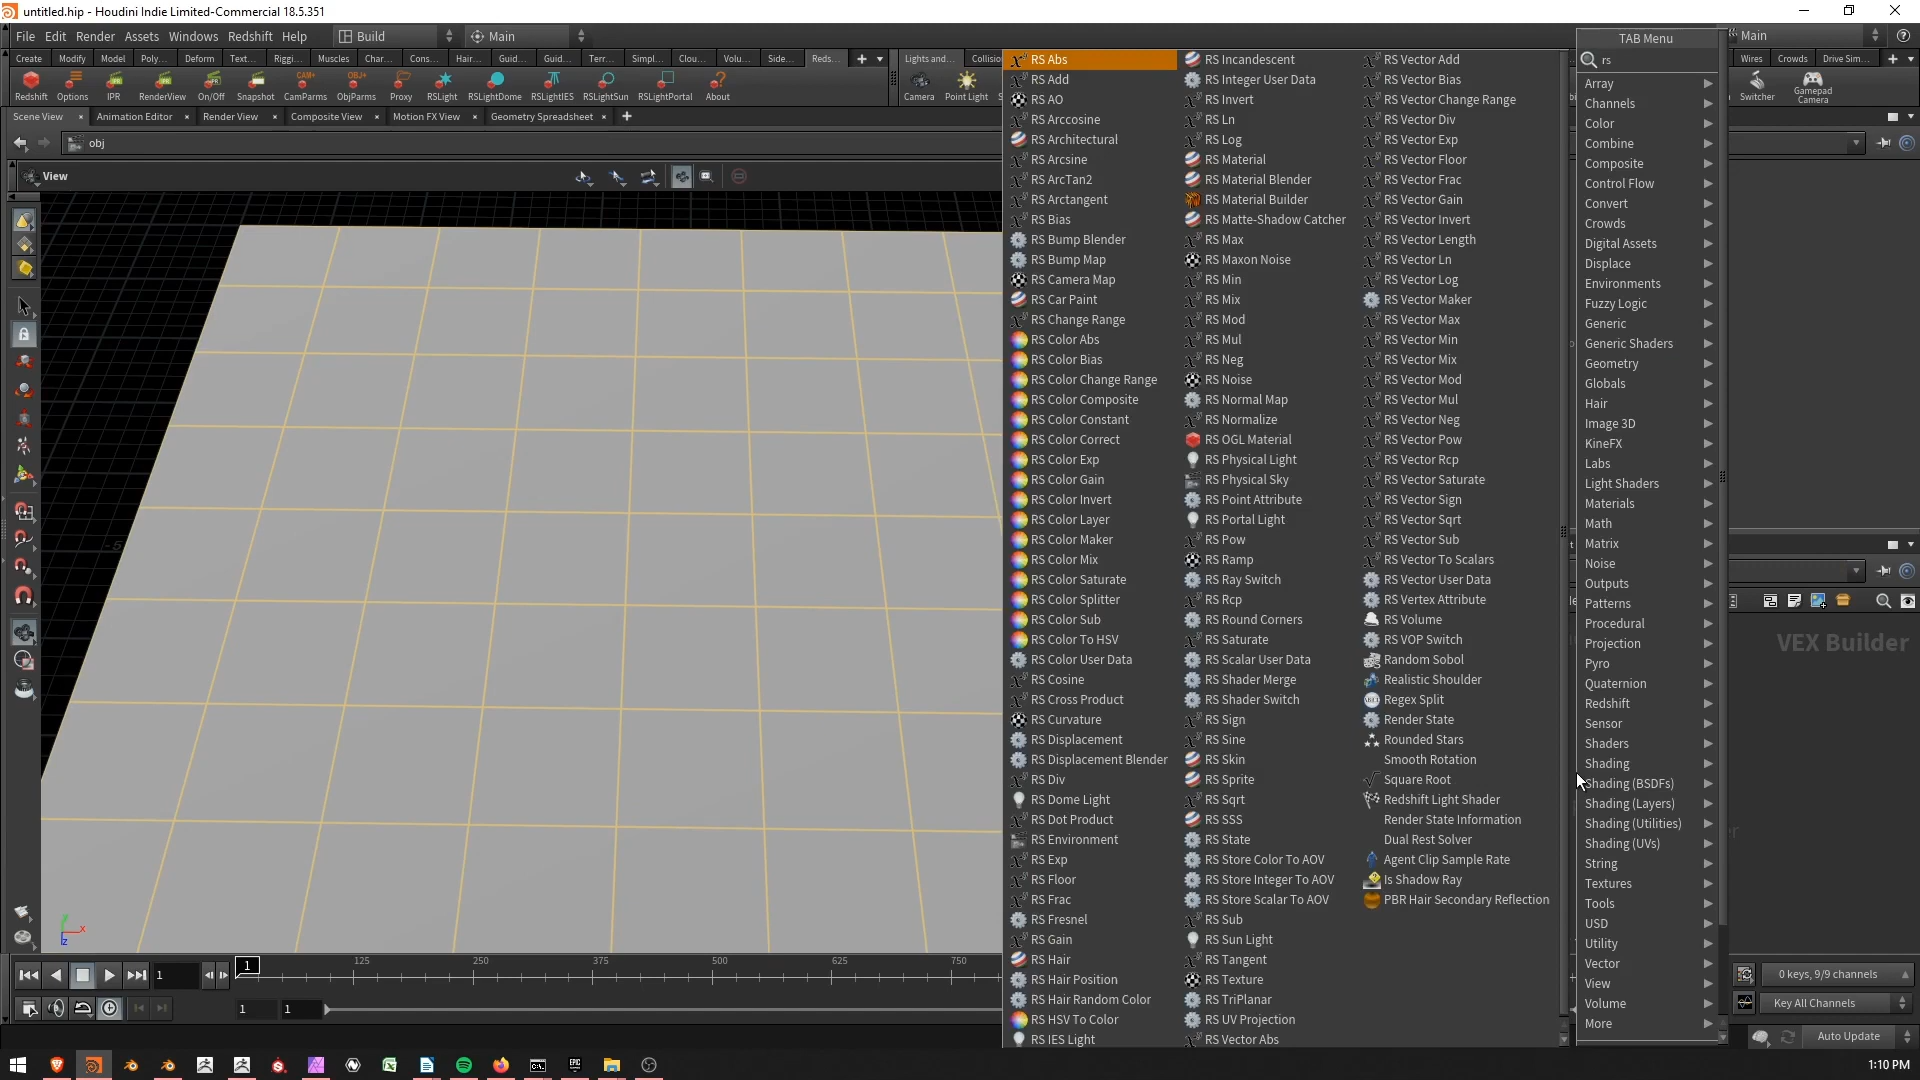 untitled.hip - Houdini Indie Limited-Commercial 18.5.351
File Edit Render Assets Windows Redshift Help Build Main
Main
Create Modify Model Poly... Deform Text... Riggi... Muscles Char... Cons... Hair... Guid... Guid... Terr... Simpl... Clou... Volu... Side... Reds...
Lights and... Collisio
Wires Crowds Drive Sim...
Redshift Options IPR RenderView On/Off Snapshot CamParms ObjParms Proxy RSLight RSLightDome RSLightIES RSLightSun RSLightPortal About
Camera Point Light
Switcher Gamepad Camera
Scene View Animation Editor Render View Composite View Motion FX View Geometry Spreadsheet
obj
View
RS Abs
RS Add
RS AO
RS Arccosine
RS Architectural
RS Arcsine
RS ArcTan2
RS Arctangent
RS Bias
RS Bump Blender
RS Bump Map
RS Camera Map
RS Car Paint
RS Change Range
RS Color Abs
RS Color Bias
RS Color Change Range
RS Color Composite
RS Color Constant
RS Color Correct
RS Color Exp
RS Color Gain
RS Color Invert
RS Color Layer
RS Color Maker
RS Color Mix
RS Color Saturate
RS Color Splitter
RS Color Sub
RS Color To HSV
RS Color User Data
RS Cosine
RS Cross Product
RS Curvature
RS Displacement
RS Displacement Blender
RS Div
RS Dome Light
RS Dot Product
RS Environment
RS Exp
RS Floor
RS Frac
RS Fresnel
RS Gain
RS Hair
RS Hair Position
RS Hair Random Color
RS HSV To Color
RS IES Light
RS Incandescent
RS Integer User Data
RS Invert
RS Ln
RS Log
RS Material
RS Material Blender
RS Material Builder
RS Matte-Shadow Catcher
RS Max
RS Maxon Noise
RS Min
RS Mix
RS Mod
RS Mul
RS Neg
RS Noise
RS Normal Map
RS Normalize
RS OGL Material
RS Physical Light
RS Physical Sky
RS Point Attribute
RS Portal Light
RS Pow
RS Ramp
RS Ray Switch
RS Rcp
RS Round Corners
RS Saturate
RS Scalar User Data
RS Shader Merge
RS Shader Switch
RS Sign
RS Sine
RS Skin
RS Sprite
RS Sqrt
RS SSS
RS State
RS Store Color To AOV
RS Store Integer To AOV
RS Store Scalar To AOV
RS Sub
RS Sun Light
RS Tangent
RS Texture
RS TriPlanar
RS UV Projection
RS Vector Abs
RS Vector Add
RS Vector Bias
RS Vector Change Range
RS Vector Div
RS Vector Exp
RS Vector Floor
RS Vector Frac
RS Vector Gain
RS Vector Invert
RS Vector Length
RS Vector Ln
RS Vector Log
RS Vector Maker
RS Vector Max
RS Vector Min
RS Vector Mix
RS Vector Mod
RS Vector Mul
RS Vector Neg
RS Vector Pow
RS Vector Rcp
RS Vector Saturate
RS Vector Sign
RS Vector Sqrt
RS Vector Sub
RS Vector To Scalars
RS Vector User Data
RS Vertex Attribute
RS Volume
RS VOP Switch
Random Sobol
Realistic Shoulder
Regex Split
Render State
Rounded Stars
Smooth Rotation
Square Root
Redshift Light Shader
Render State Information
Dual Rest Solver
Agent Clip Sample Rate
Is Shadow Ray
PBR Hair Secondary Reflection
TAB Menu
rs
Array
Channels
Color
Combine
Composite
Control Flow
Convert
Crowds
Digital Assets
Displace
Environments
Fuzzy Logic
Generic
Generic Shaders
Geometry
Globals
Hair
Image 3D
KineFX
Labs
Light Shaders
Materials
Math
Matrix
Noise
Outputs
Patterns
Procedural
Projection
Pyro
Quaternion
Redshift
Sensor
Shaders
Shading
Shading (BSDFs)
Shading (Layers)
Shading (Utilities)
Shading (UVs)
String
Textures
Tools
USD
Utility
Vector
View
Volume
More
VEX Builder
-5
y
x
z
1
1
125 250 375 500 625 750
0 keys, 9/9 channels
1 1
Key All Channels
Auto Update
1:10 PM